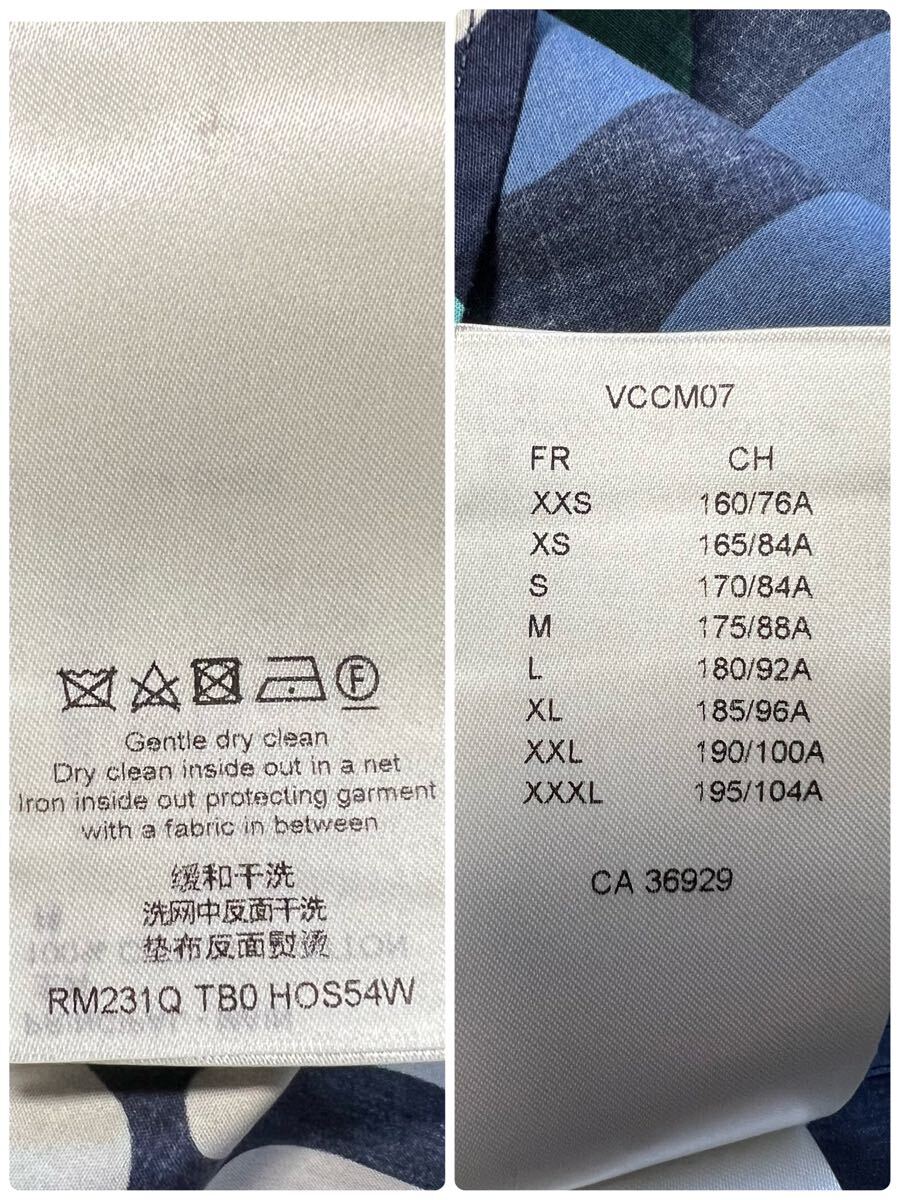 F
Gentle dry clean
Dry clean inside out in a net
Iron inside out protecting garment
with a fabric in between
缓和干洗
洗网中反面干洗
垫布反面熨烫
RM231Q TB0 HOS54W
VCCM07
FR CH
XXS 160/76A
XS 165/84A
S 170/84A
M 175/88A
L 180/92A
XL 185/96A
XXL 190/100A
XXXL 195/104A
CA 36929